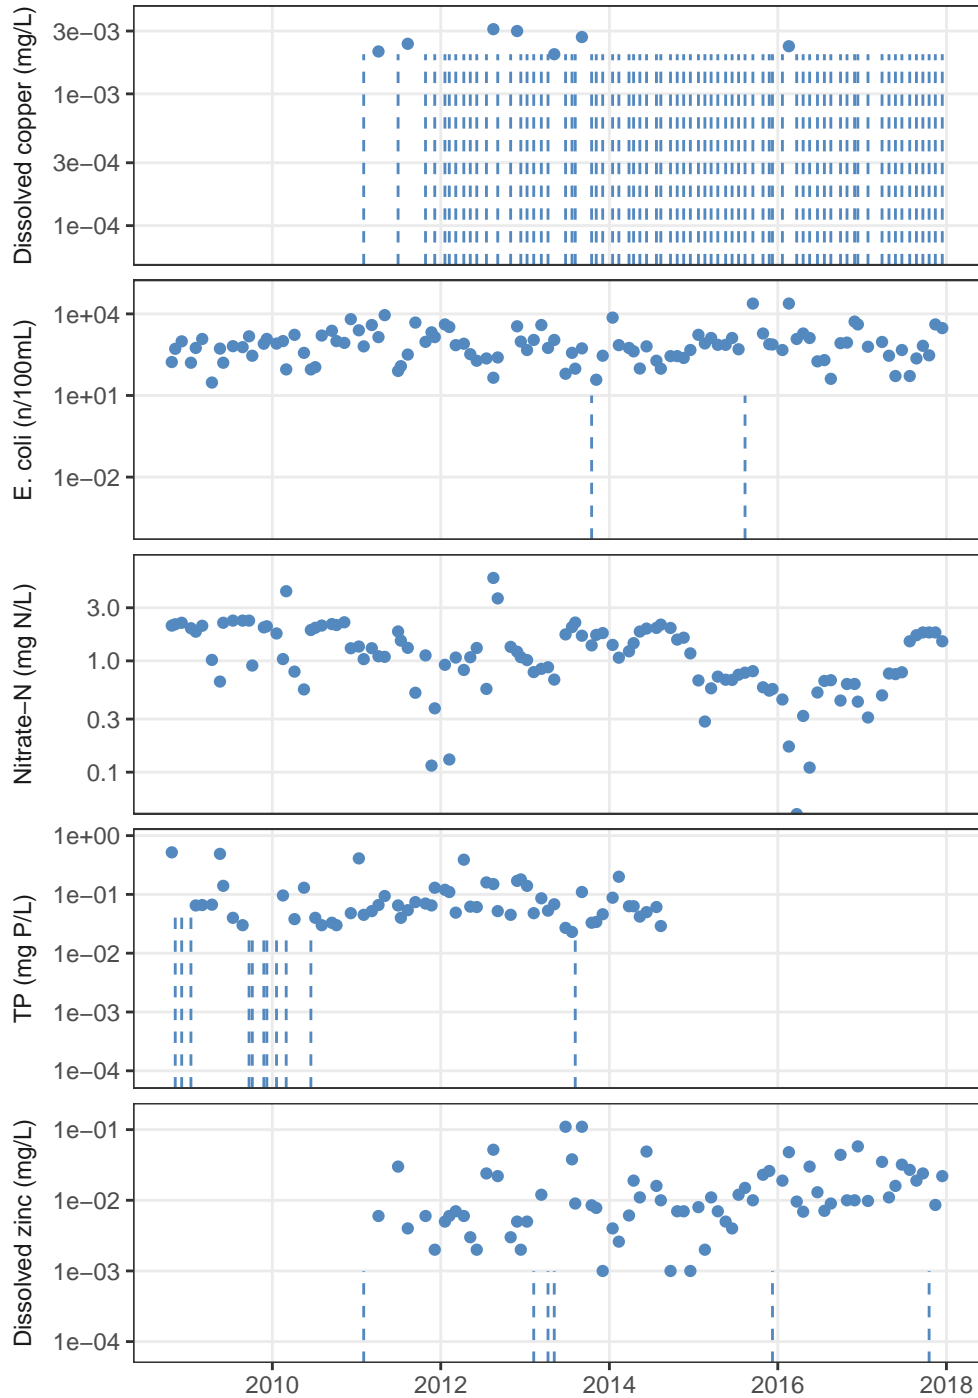 Dissolved copper (mg/L)
3e−03
1e−03
3e−04
1e−04
E. coli (n/100mL)
1e+04
1e+01
1e−02
Nitrate−N (mg N/L)
3.0
1.0
0.3
0.1
TP (mg P/L)
1e+00
1e−01
1e−02
1e−03
1e−04
Dissolved zinc (mg/L)
1e−01
1e−02
1e−03
1e−04
2010 2012 2014 2016 2018